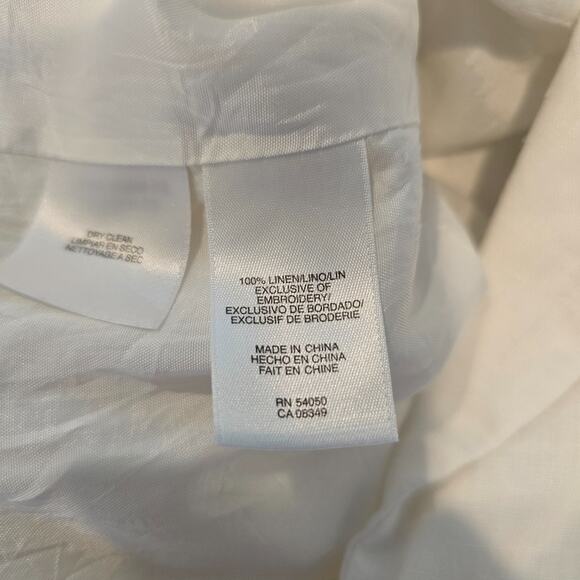 DRY CLEAN
LIMPIAR EN SECO
NETTOYAGE A SEC
100% LINEN/LINO/LIN
EXCLUSIVE OF
EMBROIDERY/
EXCLUSIVO DE BORDADO/
EXCLUSIF DE BRODERIE
MADE IN CHINA
HECHO EN CHINA
FAIT EN CHINE
RN 54050
CA 08349